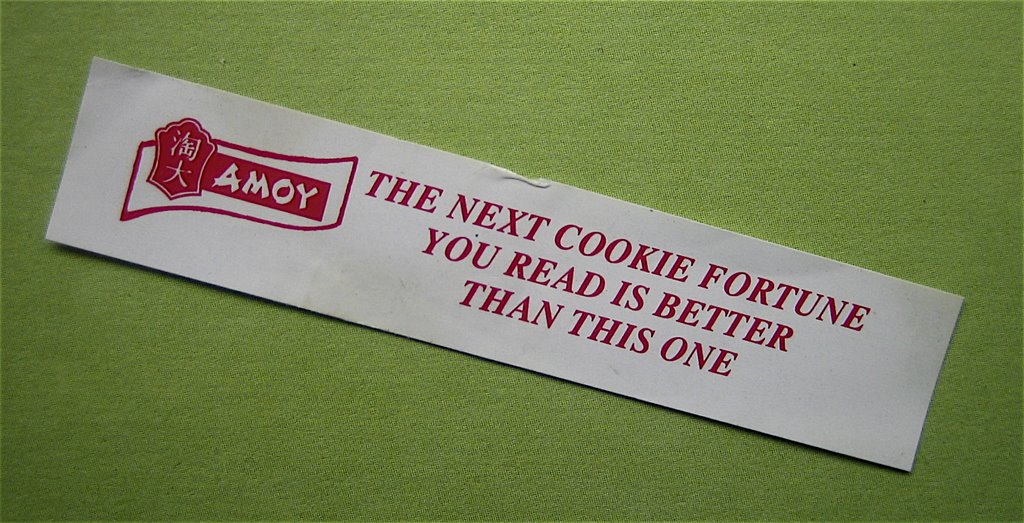 淘大
AMOY
THE NEXT COOKIE FORTUNE
YOU READ IS BETTER
THAN THIS ONE